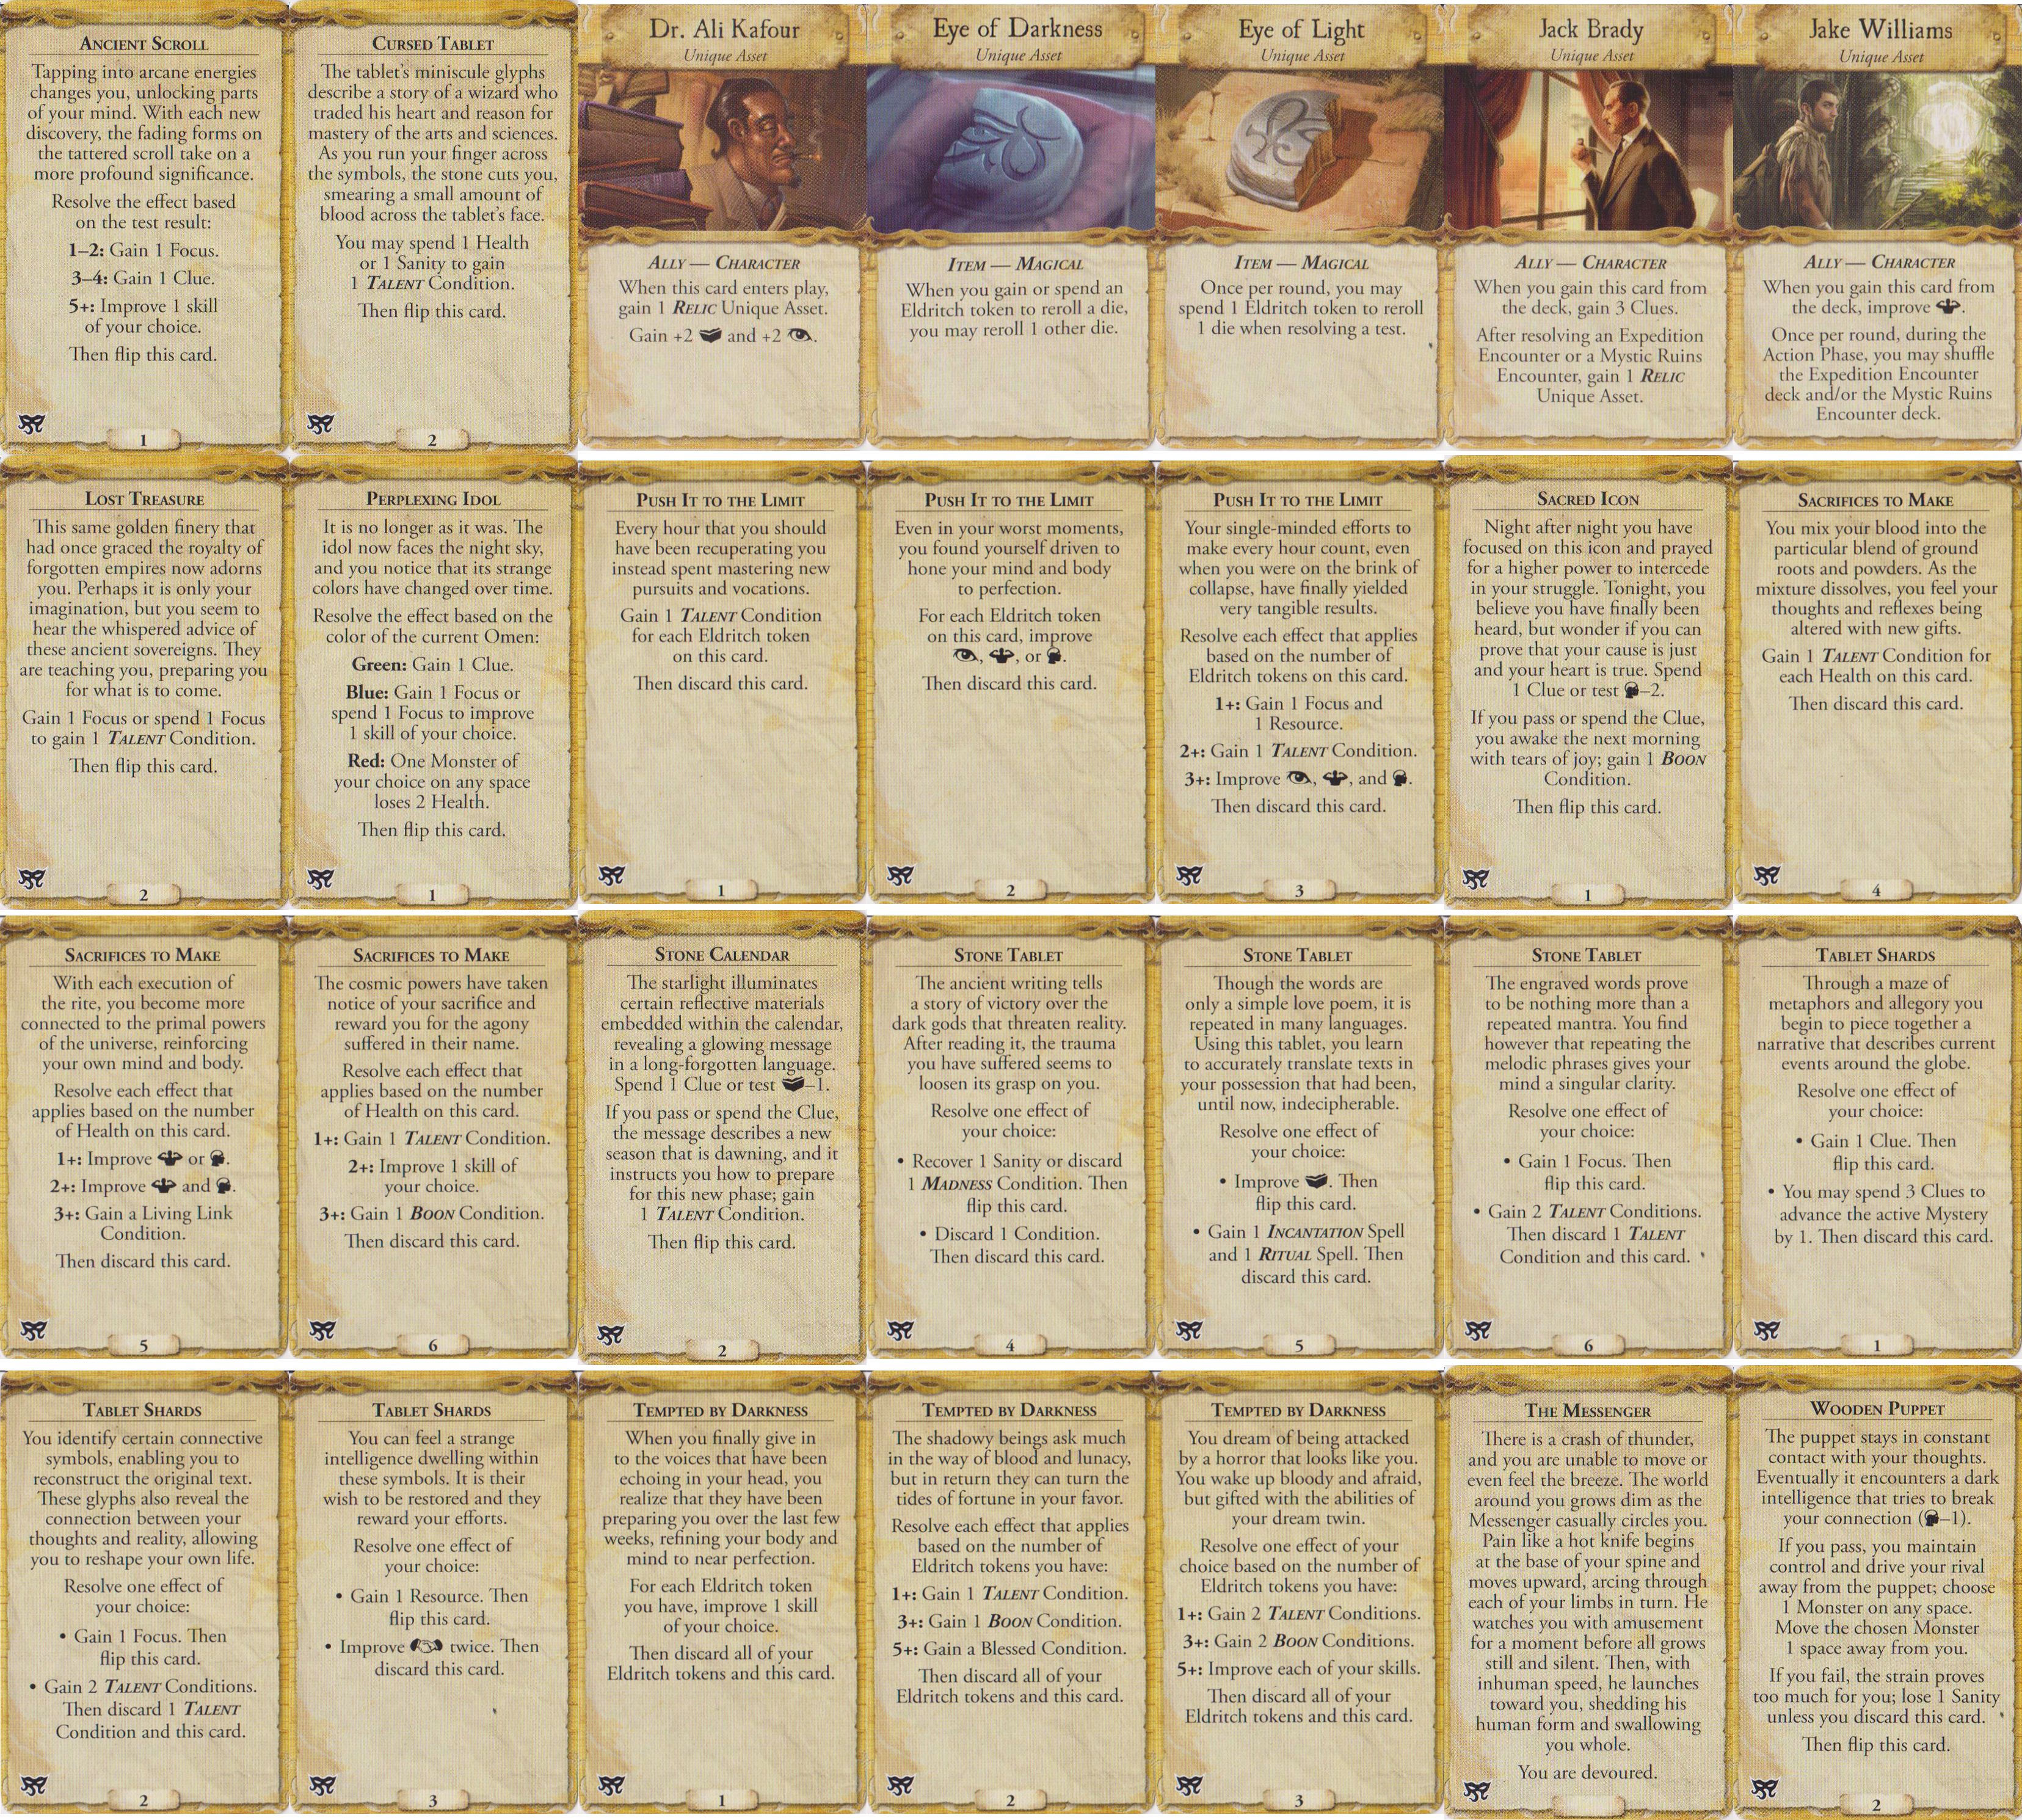 ANCIENT SCROLL
Tapping into arcane energies
changes you, unlocking parts
of your mind. With each new
discovery, the fading forms on
the tattered scroll take on a
more profound significance.
Resolve the effect based
on the test result:
1–2: Gain 1 Focus.
3–4: Gain 1 Clue.
5+: Improve 1 skill
of your choice.
Then flip this card.
1
CURSED TABLET
The tablet's miniscule glyphs
describe a story of a wizard who
traded his heart and reason for
mastery of the arts and sciences.
As you run your finger across
the symbols, the stone cuts you,
smearing a small amount of
blood across the tablet's face.
You may spend 1 Health
or 1 Sanity to gain
1 TALENT Condition.
Then flip this card.
2
Dr. Ali Kafour
Unique Asset
ALLY — CHARACTER
When this card enters play,
gain 1 RELIC Unique Asset.
Gain +2 and +2 .
Eye of Darkness
Unique Asset
ITEM — MAGICAL
When you gain or spend an
Eldritch token to reroll a die,
you may reroll 1 other die.
Eye of Light
Unique Asset
ITEM — MAGICAL
Once per round, you may
spend 1 Eldritch token to reroll
1 die when resolving a test.
Jack Brady
Unique Asset
ALLY — CHARACTER
When you gain this card from
the deck, gain 3 Clues.
After resolving an Expedition
Encounter or a Mystic Ruins
Encounter, gain 1 RELIC
Unique Asset.
Jake Williams
Unique Asset
ALLY — CHARACTER
When you gain this card from
the deck, improve .
Once per round, during the
Action Phase, you may shuffle
the Expedition Encounter
deck and/or the Mystic Ruins
Encounter deck.
LOST TREASURE
This same golden finery that
had once graced the royalty of
forgotten empires now adorns
you. Perhaps it is only your
imagination, but you seem to
hear the whispered advice of
these ancient sovereigns. They
are teaching you, preparing you
for what is to come.
Gain 1 Focus or spend 1 Focus
to gain 1 TALENT Condition.
Then flip this card.
2
PERPLEXING IDOL
It is no longer as it was. The
idol now faces the night sky,
and you notice that its strange
colors have changed over time.
Resolve the effect based on the
color of the current Omen:
Green: Gain 1 Clue.
Blue: Gain 1 Focus or
spend 1 Focus to improve
1 skill of your choice.
Red: One Monster of
your choice on any space
loses 2 Health.
Then flip this card.
1
PUSH IT TO THE LIMIT
Every hour that you should
have been recuperating you
instead spent mastering new
pursuits and vocations.
Gain 1 TALENT Condition
for each Eldritch token
on this card.
Then discard this card.
1
PUSH IT TO THE LIMIT
Even in your worst moments,
you found yourself driven to
hone your mind and body
to perfection.
For each Eldritch token
on this card, improve
, , or .
Then discard this card.
2
PUSH IT TO THE LIMIT
Your single-minded efforts to
make every hour count, even
when you were on the brink of
collapse, have finally yielded
very tangible results.
Resolve each effect that applies
based on the number of
Eldritch tokens on this card.
1+: Gain 1 Focus and
1 Resource.
2+: Gain 1 TALENT Condition.
3+: Improve , , and .
Then discard this card.
3
SACRED ICON
Night after night you have
focused on this icon and prayed
for a higher power to intercede
in your struggle. Tonight, you
believe you have finally been
heard, but wonder if you can
prove that your cause is just
and your heart is true. Spend
1 Clue or test –2.
If you pass or spend the Clue,
you awake the next morning
with tears of joy; gain 1 BOON
Condition.
Then flip this card.
1
SACRIFICES TO MAKE
You mix your blood into the
particular blend of ground
roots and powders. As the
mixture dissolves, you feel your
thoughts and reflexes being
altered with new gifts.
Gain 1 TALENT Condition for
each Health on this card.
Then discard this card.
4
SACRIFICES TO MAKE
With each execution of
the rite, you become more
connected to the primal powers
of the universe, reinforcing
your own mind and body.
Resolve each effect that
applies based on the number
of Health on this card.
1+: Improve or .
2+: Improve and .
3+: Gain a Living Link
Condition.
Then discard this card.
5
SACRIFICES TO MAKE
The cosmic powers have taken
notice of your sacrifice and
reward you for the agony
suffered in their name.
Resolve each effect that
applies based on the number
of Health on this card.
1+: Gain 1 TALENT Condition.
2+: Improve 1 skill of
your choice.
3+: Gain 1 BOON Condition.
Then discard this card.
6
STONE CALENDAR
The starlight illuminates
certain reflective materials
embedded within the calendar,
revealing a glowing message
in a long-forgotten language.
Spend 1 Clue or test –1.
If you pass or spend the Clue,
the message describes a new
season that is dawning, and it
instructs you how to prepare
for this new phase; gain
1 TALENT Condition.
Then flip this card.
2
STONE TABLET
The ancient writing tells
a story of victory over the
dark gods that threaten reality.
After reading it, the trauma
you have suffered seems to
loosen its grasp on you.
Resolve one effect of
your choice:
• Recover 1 Sanity or discard
1 MADNESS Condition. Then
flip this card.
• Discard 1 Condition.
Then discard this card.
4
STONE TABLET
Though the words are
only a simple love poem, it is
repeated in many languages.
Using this tablet, you learn
to accurately translate texts in
your possession that had been,
until now, indecipherable.
Resolve one effect of
your choice:
• Improve . Then
flip this card.
• Gain 1 INCANTATION Spell
and 1 RITUAL Spell. Then
discard this card.
5
STONE TABLET
The engraved words prove
to be nothing more than a
repeated mantra. You find
however that repeating the
melodic phrases gives your
mind a singular clarity.
Resolve one effect of
your choice:
• Gain 1 Focus. Then
flip this card.
• Gain 2 TALENT Conditions.
Then discard 1 TALENT
Condition and this card.
6
TABLET SHARDS
Through a maze of
metaphors and allegory you
begin to piece together a
narrative that describes current
events around the globe.
Resolve one effect of
your choice:
• Gain 1 Clue. Then
flip this card.
• You may spend 3 Clues to
advance the active Mystery
by 1. Then discard this card.
1
TABLET SHARDS
You identify certain connective
symbols, enabling you to
reconstruct the original text.
These glyphs also reveal the
connection between your
thoughts and reality, allowing
you to reshape your own life.
Resolve one effect of
your choice:
• Gain 1 Focus. Then
flip this card.
• Gain 2 TALENT Conditions.
Then discard 1 TALENT
Condition and this card.
2
TABLET SHARDS
You can feel a strange
intelligence dwelling within
these symbols. It is their
wish to be restored and they
reward your efforts.
Resolve one effect of
your choice:
• Gain 1 Resource. Then
flip this card.
• Improve twice. Then
discard this card.
3
TEMPTED BY DARKNESS
When you finally give in
to the voices that have been
echoing in your head, you
realize that they have been
preparing you over the last few
weeks, refining your body and
mind to near perfection.
For each Eldritch token
you have, improve 1 skill
of your choice.
Then discard all of your
Eldritch tokens and this card.
1
TEMPTED BY DARKNESS
The shadowy beings ask much
in the way of blood and lunacy,
but in return they can turn the
tides of fortune in your favor.
Resolve each effect that applies
based on the number of
Eldritch tokens you have:
1+: Gain 1 TALENT Condition.
3+: Gain 1 BOON Condition.
5+: Gain a Blessed Condition.
Then discard all of your
Eldritch tokens and this card.
2
TEMPTED BY DARKNESS
You dream of being attacked
by a horror that looks like you.
You wake up bloody and afraid,
but gifted with the abilities of
your dream twin.
Resolve one effect of your
choice based on the number of
Eldritch tokens you have:
1+: Gain 2 TALENT Conditions.
3+: Gain 2 BOON Conditions.
5+: Improve each of your skills.
Then discard all of your
Eldritch tokens and this card.
3
THE MESSENGER
There is a crash of thunder,
and you are unable to move or
even feel the breeze. The world
around you grows dim as the
Messenger casually circles you.
Pain like a hot knife begins
at the base of your spine and
moves upward, arcing through
each of your limbs in turn. He
watches you with amusement
for a moment before all grows
still and silent. Then, with
inhuman speed, he launches
toward you, shedding his
human form and swallowing
you whole.
You are devoured.
WOODEN PUPPET
The puppet stays in constant
contact with your thoughts.
Eventually it encounters a dark
intelligence that tries to break
your connection ( –1).
If you pass, you maintain
control and drive your rival
away from the puppet; choose
1 Monster on any space.
Move the chosen Monster
1 space away from you.
If you fail, the strain proves
too much for you; lose 1 Sanity
unless you discard this card.
Then flip this card.
2